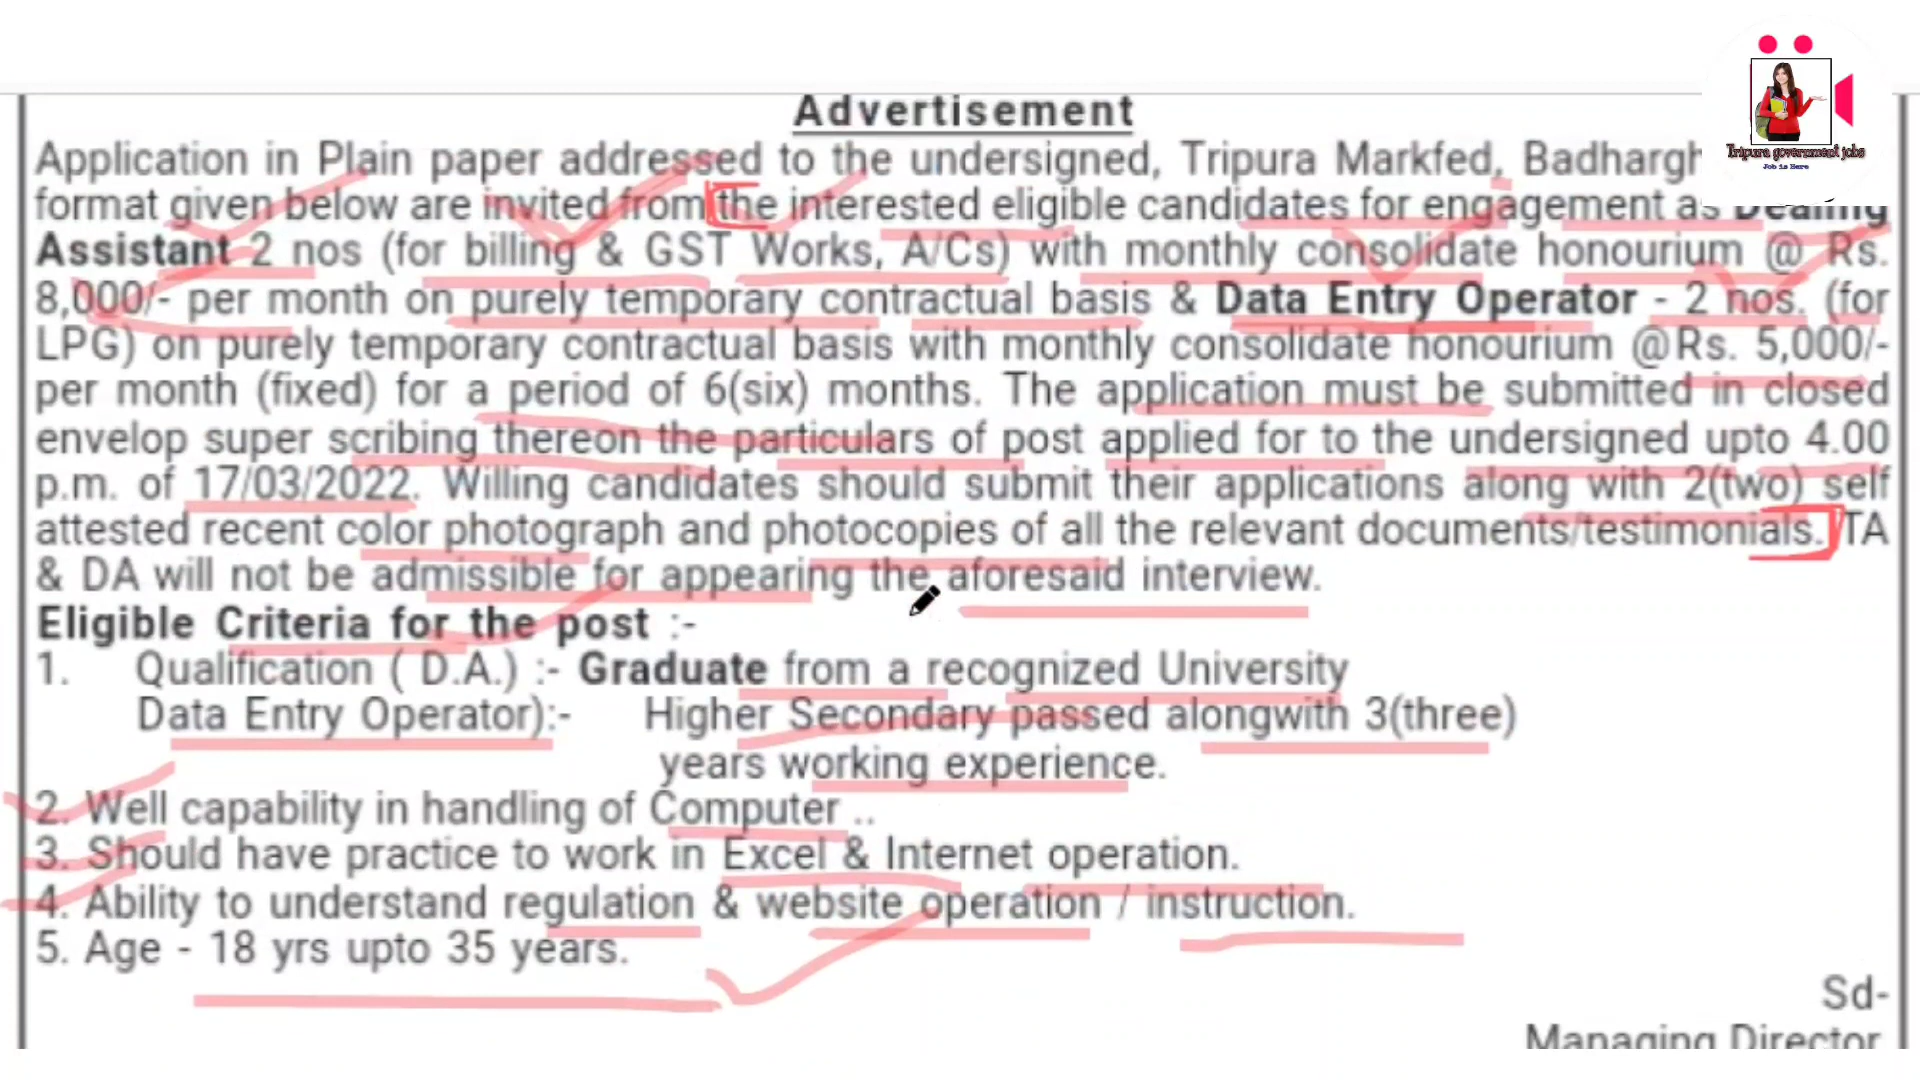 Advertisement
Application in Plain paper addressed to the undersigned, Tripura Markfed,
format given below are invited from the interested eligible candidates for engagement as Dealing
Assistant 2 nos (for billing & GST Works, A/Cs) with monthly consolidate honourium @ Rs.
8,000/- per month on purely temporary contractual basis & Data Entry Operator - 2 nos. (for
LPG) on purely temporary contractual basis with monthly consolidate honourium @Rs. 5,000/-
per month (fixed) for a period of 6(six) months. The application must be submitted in closed
envelop super scribing thereon the particulars of post applied for to the undersigned upto 4.00
p.m. of 17/03/2022. Willing candidates should submit their applications along with 2(two) self
attested recent color photograph and photocopies of all the relevant documents/testimonials. TA
& DA will not be admissible for appearing the aforesaid interview.
Eligible Criteria for the post :-
1. Qualification ( D.A.) :- Graduate from a recognized University
Data Entry Operator):- Higher Secondary passed alongwith 3(three)
years working experience.
2. Well capability in handling of Computer ..
3. Should have practice to work in Excel & Internet operation.
4. Ability to understand regulation & website operation / instruction.
5. Age - 18 yrs upto 35 years.
Sd-
Managing Director
Tripura government jobs
Job is Here